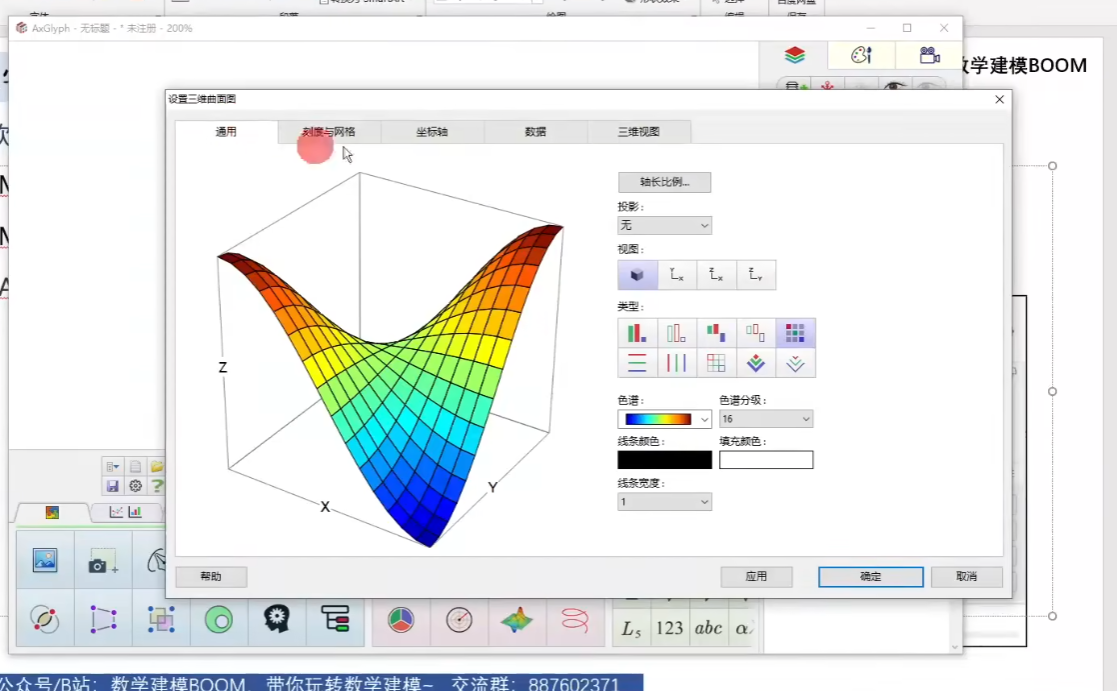 AxGlyph - 无标题 - * 未注册 - 200%
数学建模BOOM
设置三维曲面图
通用
刻度与网格
坐标轴
数据
三维视图
轴长比例...
投影：
无
视图：
Y X
Z X
Z Y
类型：
色谱：
色谱分级：
16
线条颜色：
填充颜色：
线条宽度：
1
Z
X
Y
帮助
应用
确定
取消
L5
123
abc
公众号/B站：数学建模BOOM，带你玩转数学建模~ 交流群：887602371